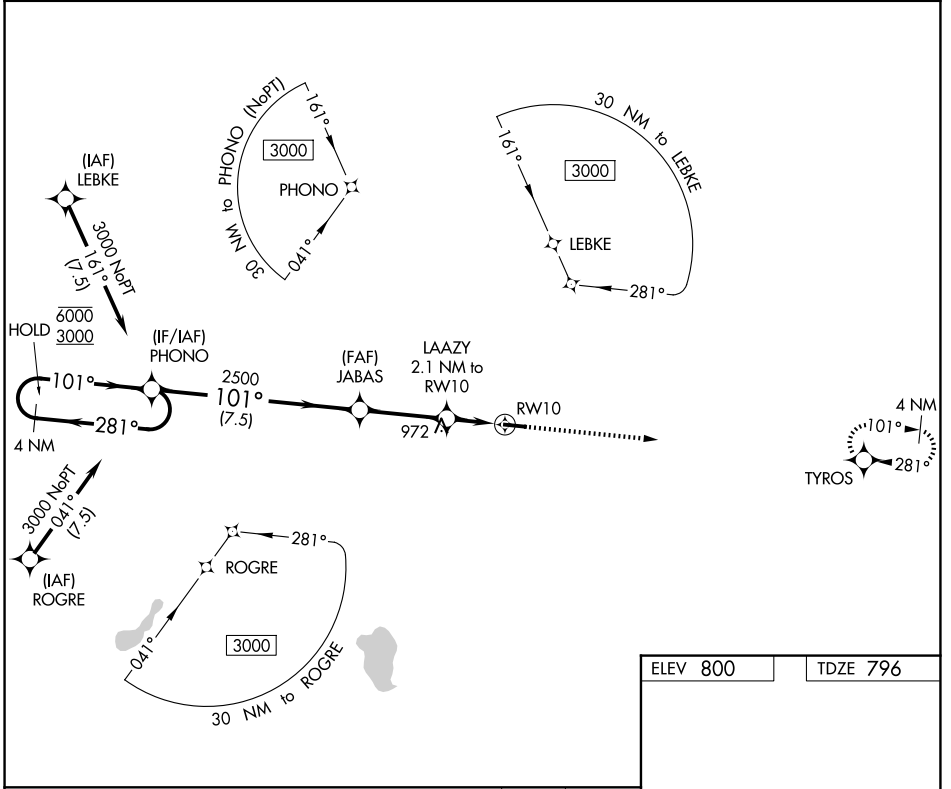 30 NM to PHONO (NoPT)
161°
3000
PHONO
041°
30 NM to LEBKE
161°
3000
LEBKE
281°
(IAF)
LEBKE
3000 NoPT
161°
(7.5)
HOLD
6000
3000
(IF/IAF)
PHONO
101°
281°
4 NM
2500
101°
(7.5)
(FAF)
JABAS
LAAZY
2.1 NM to
RW10
972
RW10
4 NM
101°
281°
TYROS
3000 NoPT
041°
(7.5)
(IAF)
ROGRE
281°
ROGRE
041°
3000
30 NM to ROGRE
ELEV 800
TDZE 796